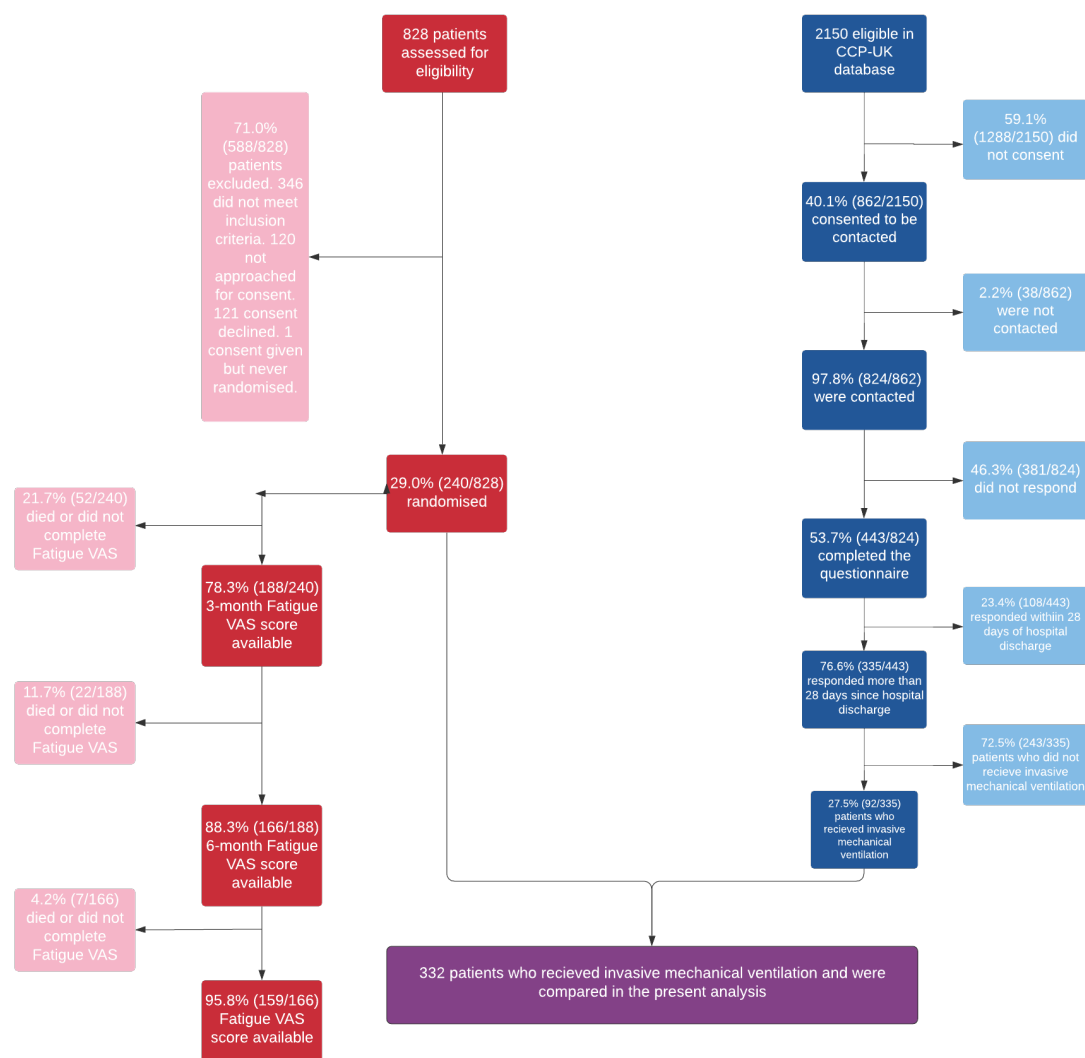 828 patients
assessed for
eligibility
71.0%
(588/828)
patients
excluded. 346
did not meet
inclusion
criteria. 120
not
approached
for consent.
121 consent
declined. 1
consent given
but never
randomised.
29.0% (240/828)
randomised
21.7% (52/240)
died or did not
complete
Fatigue VAS
78.3% (188/240)
3-month Fatigue
VAS score
available
11.7% (22/188)
died or did not
complete
Fatigue VAS
88.3% (166/188)
6-month Fatigue
VAS score
available
4.2% (7/166)
died or did not
complete
Fatigue VAS
95.8% (159/166)
Fatigue VAS
score available
2150 eligible in
CCP-UK
database
59.1%
(1288/2150) did
not consent
40.1% (862/2150)
consented to be
contacted
2.2% (38/862)
were not
contacted
97.8% (824/862)
were contacted
46.3% (381/824)
did not respond
53.7% (443/824)
completed the
questionnaire
23.4% (108/443)
responded withiin 28
days of hospital
discharge
76.6% (335/443)
responded more than
28 days since hospital
discharge
72.5% (243/335)
patients who did not
recieve invasive
mechanical ventilation
27.5% (92/335)
patients who
recieved invasive
mechanical
ventilation
332 patients who recieved invasive mechanical ventilation and were
compared in the present analysis